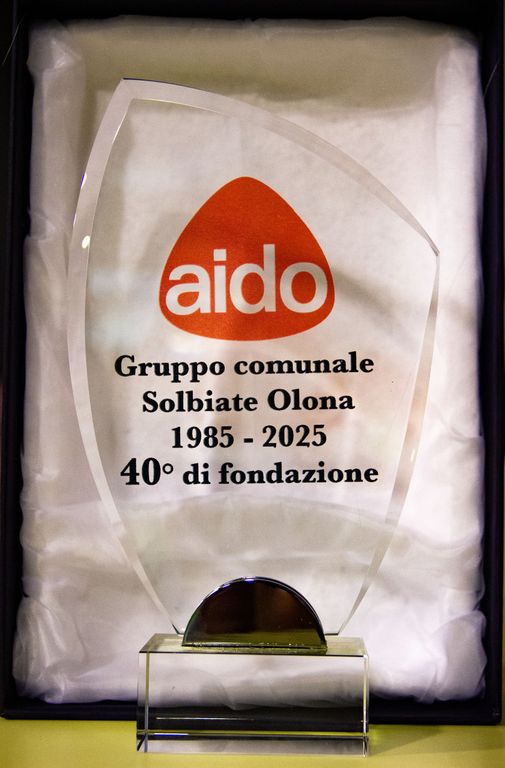 aido
Gruppo comunale
Solbiate Olona
1985 - 2025
40° di fondazione